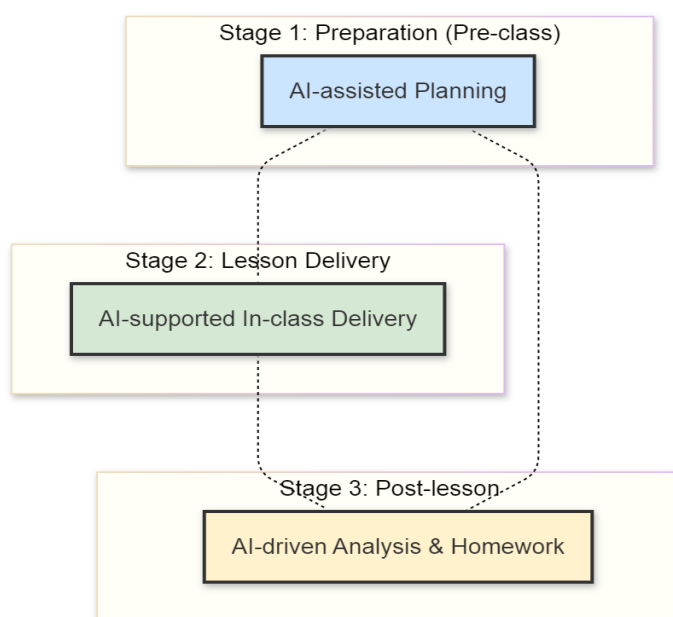 Stage 1: Preparation (Pre-class)
AI-assisted Planning
Stage 2: Lesson Delivery
AI-supported In-class Delivery
Stage 3: Post-lesson
AI-driven Analysis & Homework